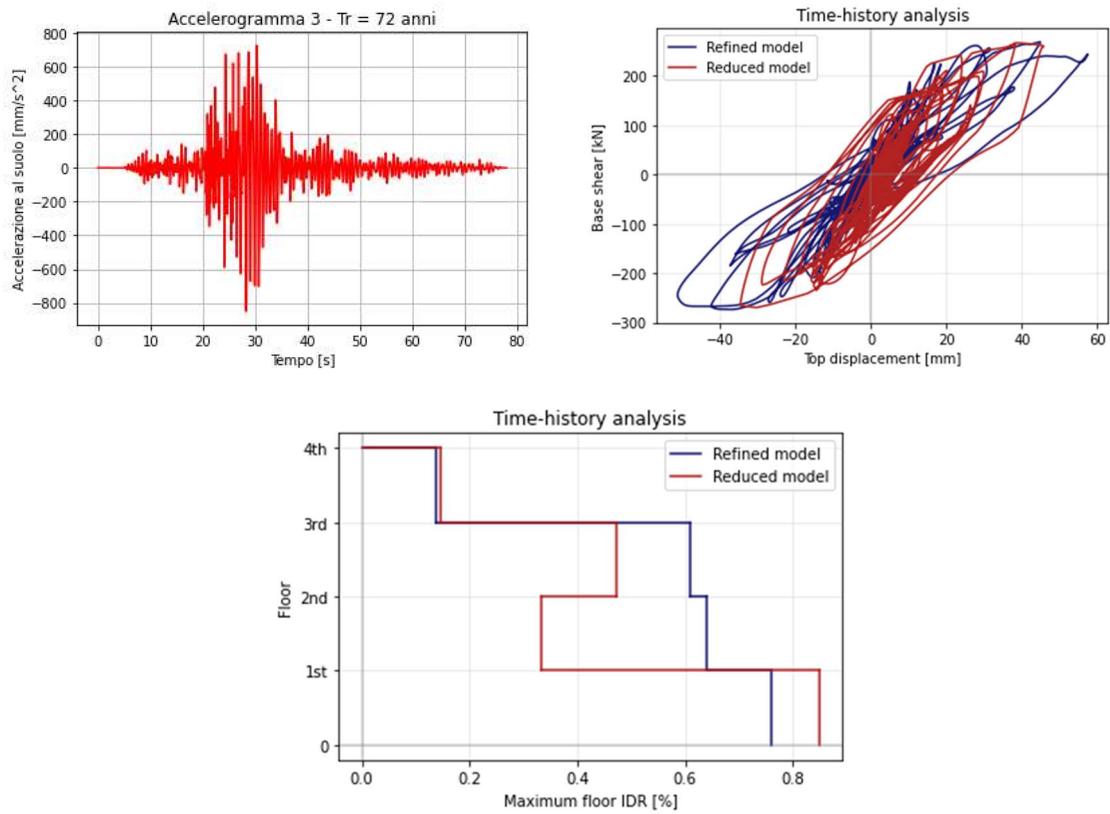 Accelerogramma 3 - Tr = 72 anni
Accelerazione al suolo [mm/s^2]
800
600
400
200
0
−200
−400
−600
−800
0 10 20 30 40 50 60 70 80
Tempo [s]
Time-history analysis
Refined model
Reduced model
Base shear [kN]
200
100
0
−100
−200
−300
−40 −20 0 20 40 60
Top displacement [mm]
Time-history analysis
Refined model
Reduced model
Floor
4th
3rd
2nd
1st
0
0.0 0.2 0.4 0.6 0.8
Maximum floor IDR [%]